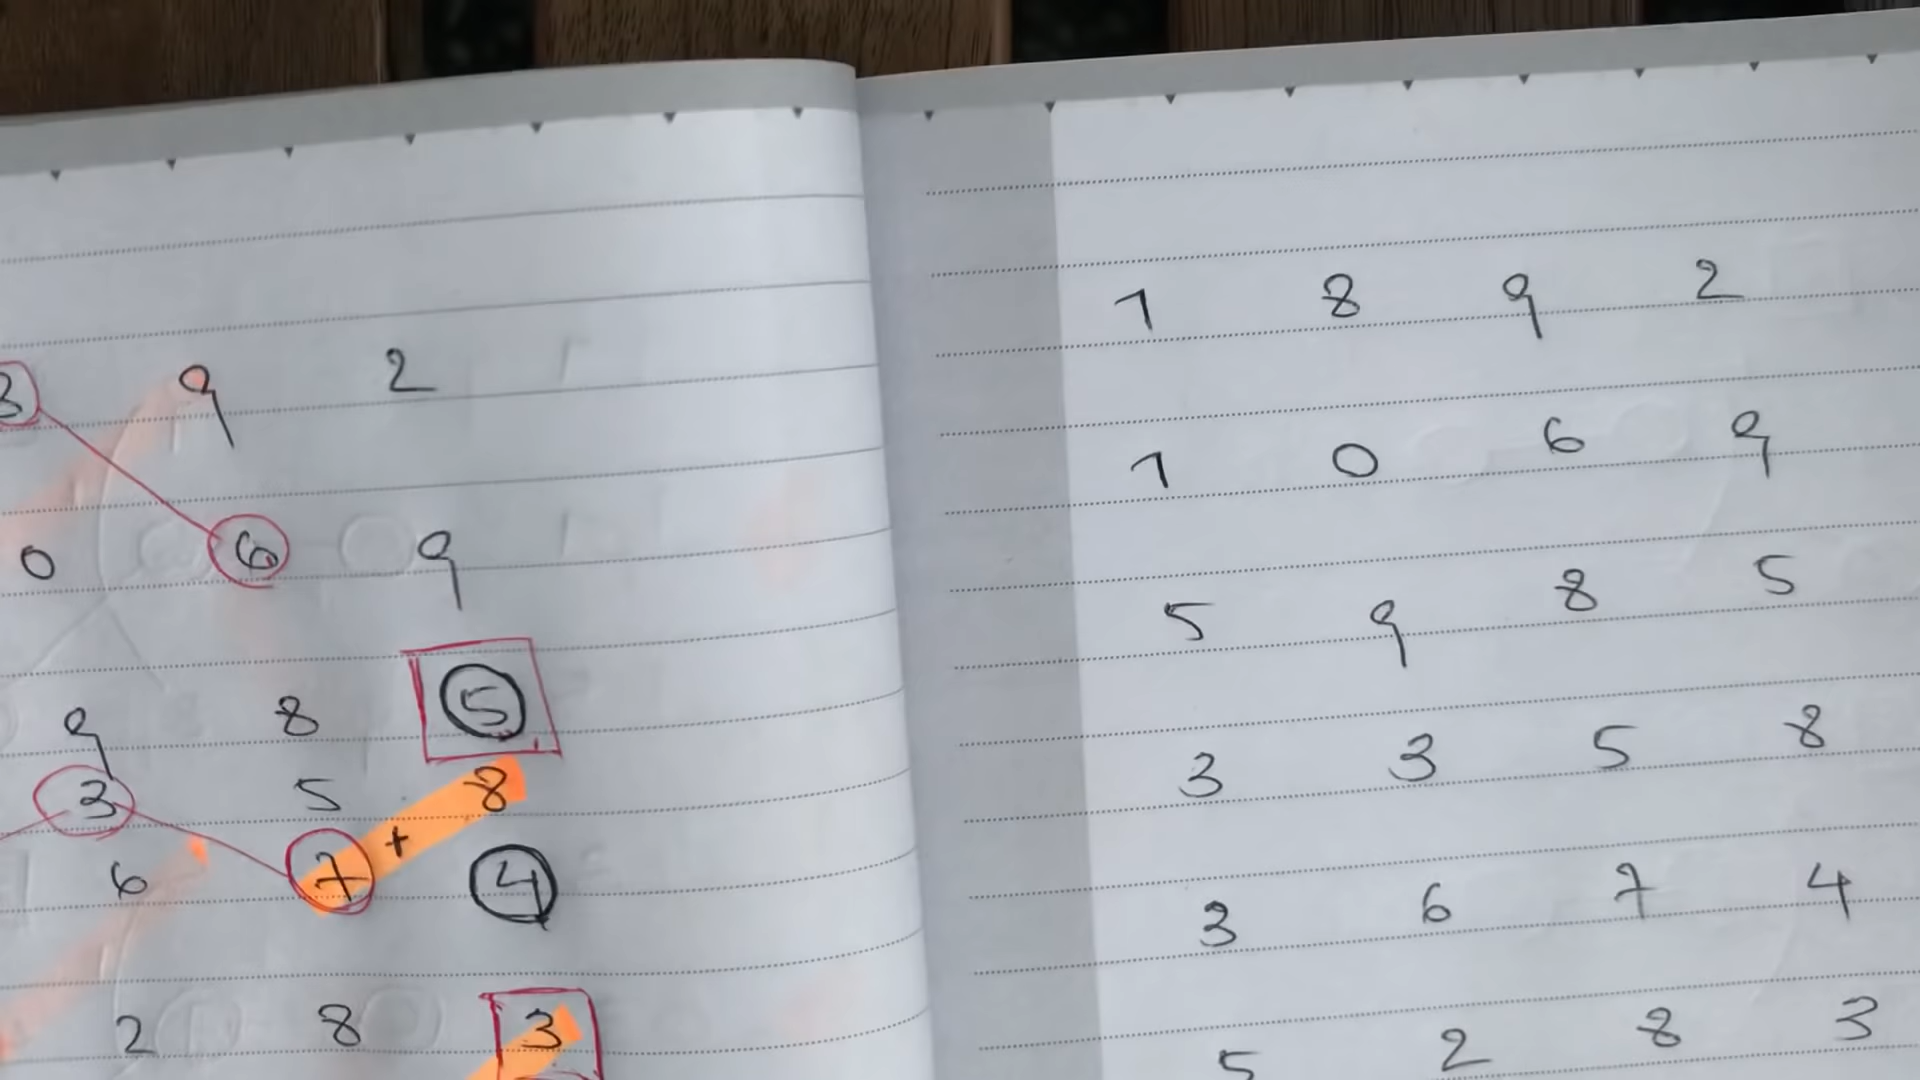 9 2
0 6 9
9 8 5
3 5 8
+
6 7 4
2 8 3
1 8 9 2
1 0 6 9
5 9 8 5
3 3 5 8
3 6 7 4
5 2 8 3